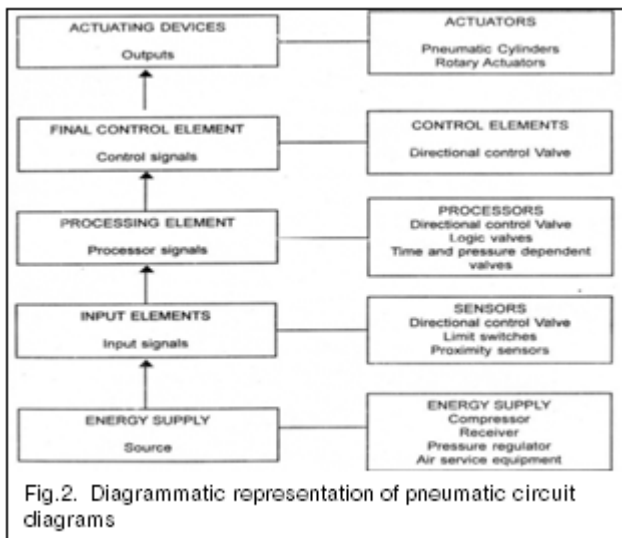 ACTUATING DEVICES
Outputs
ACTUATORS
Pneumatic Cylinders
Rotary Actuators
FINAL CONTROL ELEMENT
Control signals
CONTROL ELEMENTS
Directional control Valve
PROCESSING ELEMENT
Processor signals
PROCESSORS
Directional control Valve
Logic valves
Time and pressure dependent
valves
INPUT ELEMENTS
Input signals
SENSORS
Directional control Valve
Limit switches
Proximity sensors
ENERGY SUPPLY
Source
ENERGY SUPPLY
Compressor
Receiver
Pressure regulator
Air service equipment
Fig.2. Diagrammatic representation of pneumatic circuit
diagrams